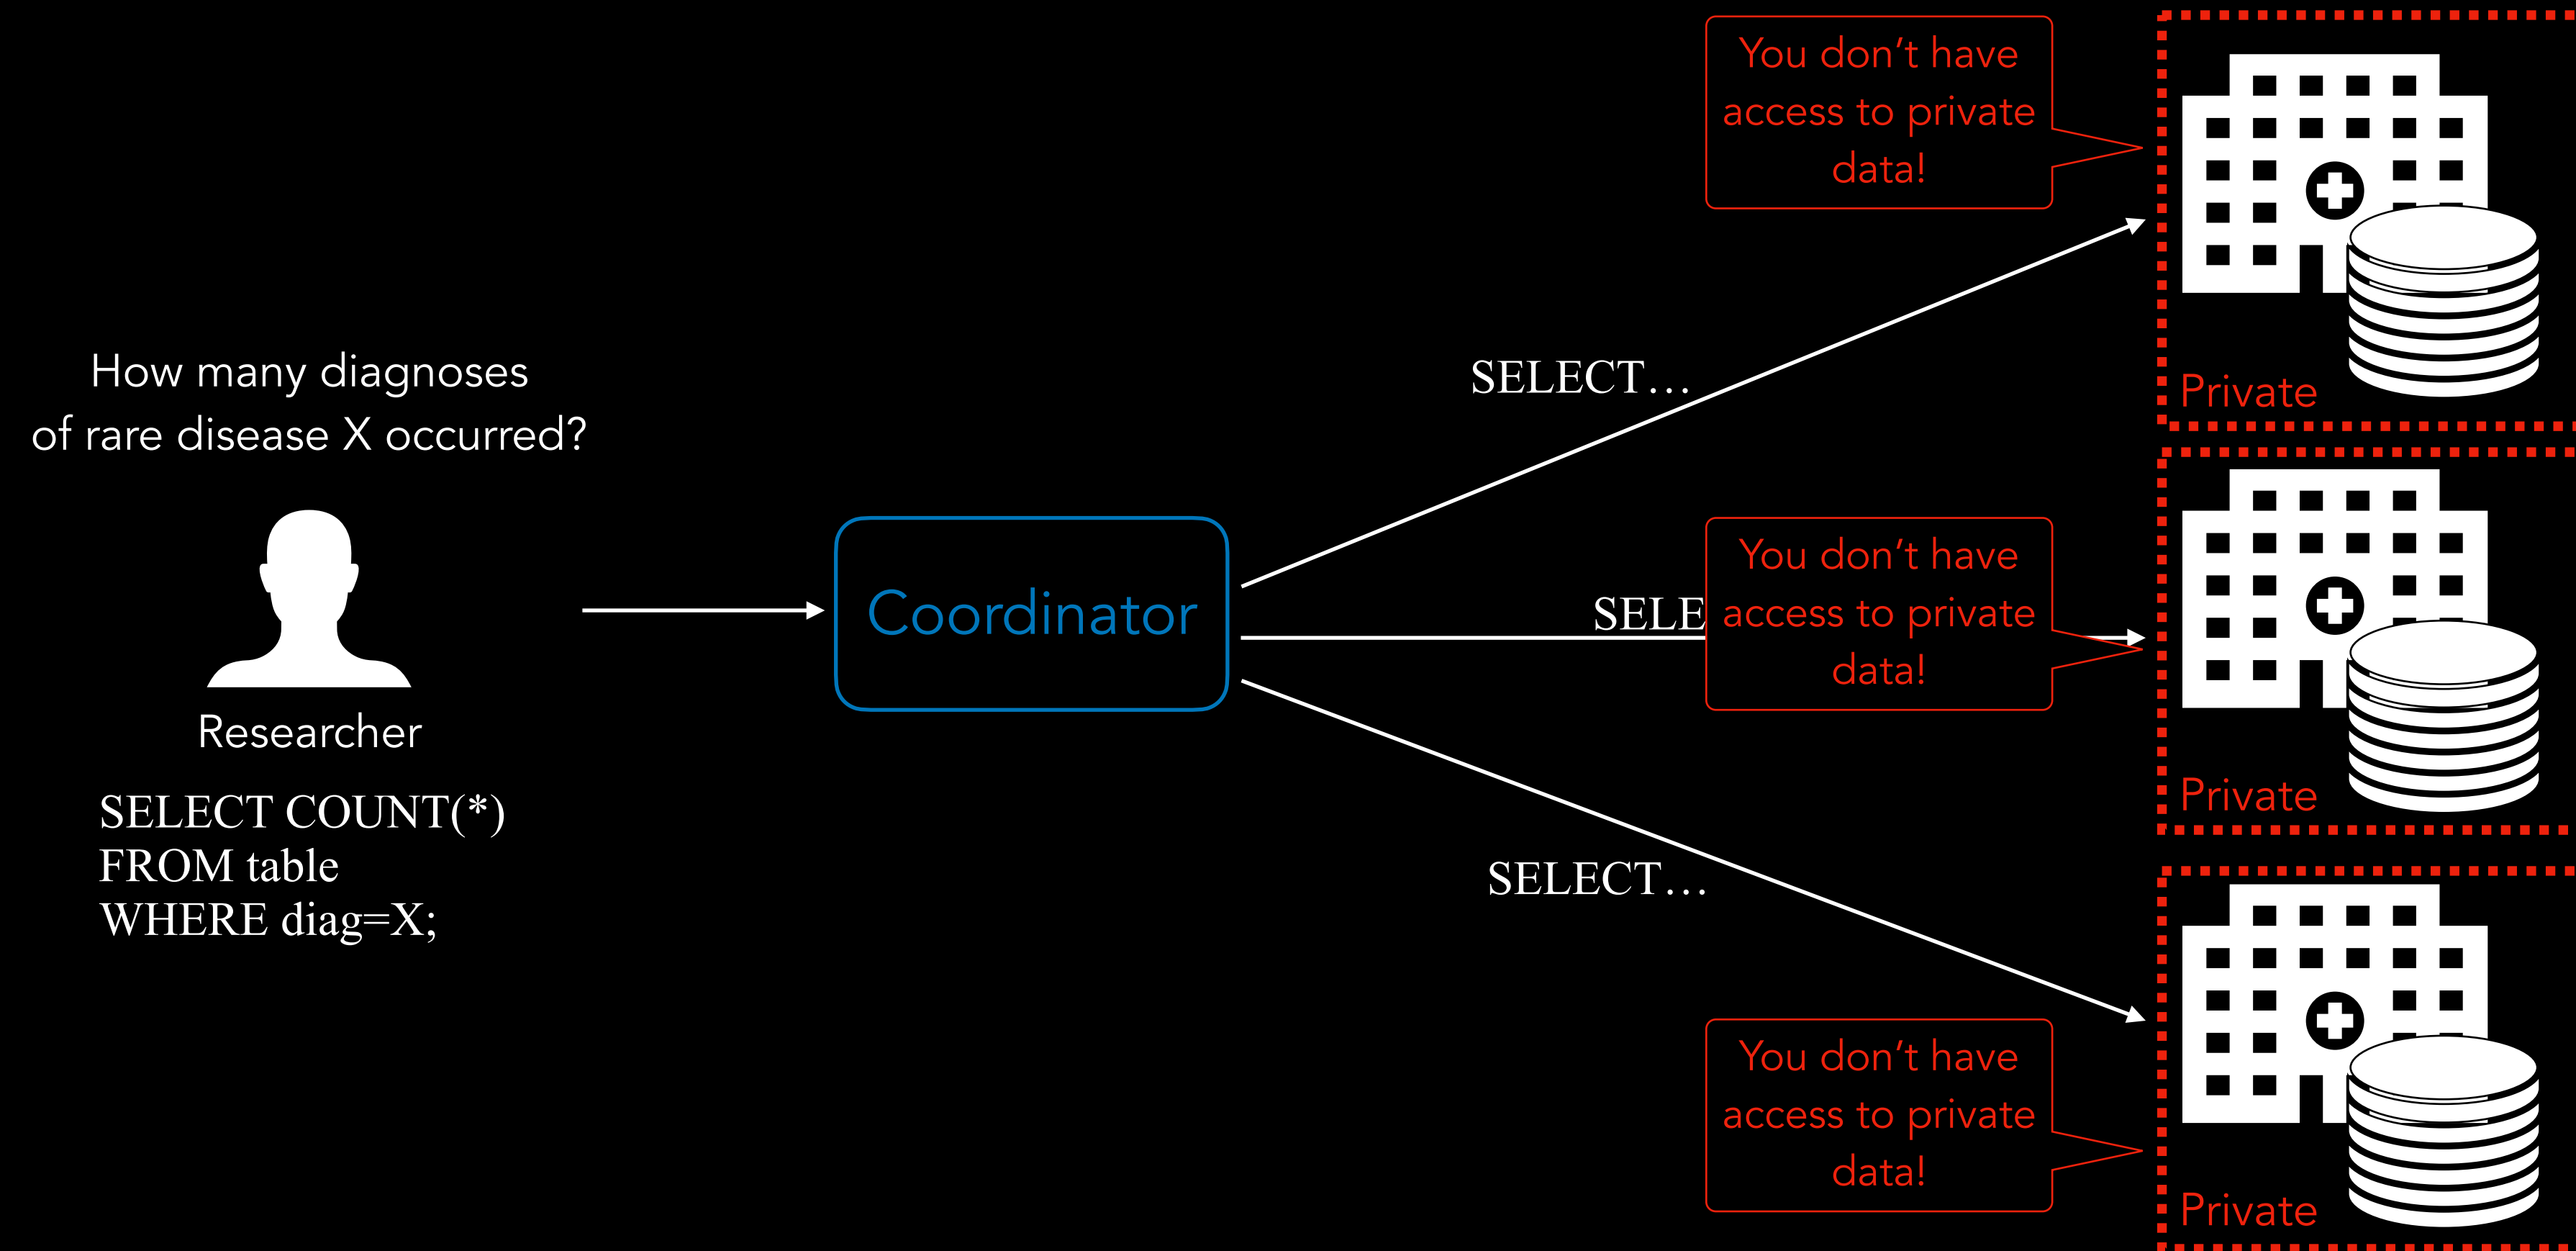 How many diagnoses
of rare disease X occurred?
Researcher
SELECT COUNT(*)
FROM table
WHERE diag=X;
Coordinator
SELECT…
SELE
SELECT…
You don’t have
access to private
data!
Private
You don’t have
access to private
data!
Private
You don’t have
access to private
data!
Private